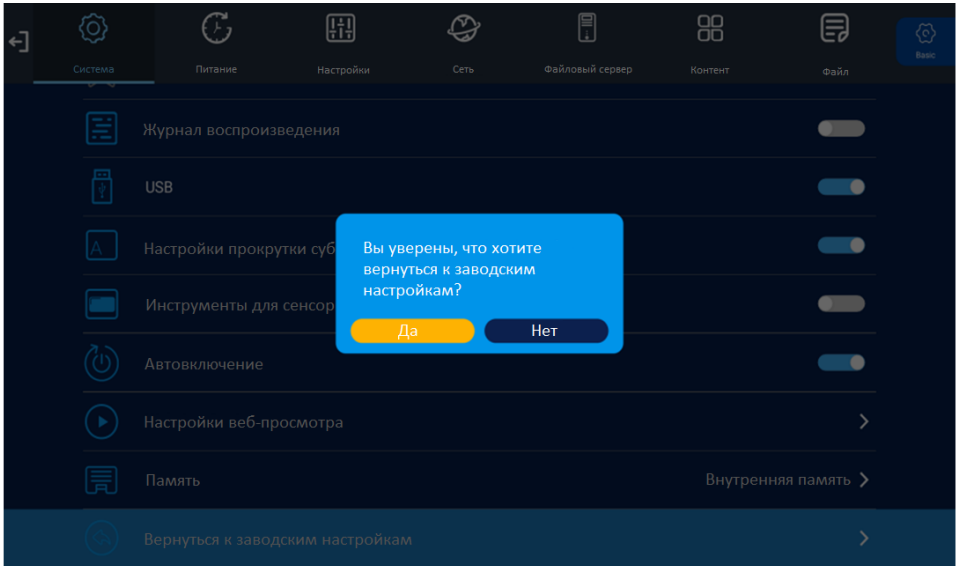 Система
Питание
Настройки
Сеть
Файловый сервер
Контент
Файл
Basic
Журнал воспроизведения
USB
Настройки прокрутки суб
Инструменты для сенсор
Автовключение
Настройки веб-просмотра
Память
Внутренняя память
Вернуться к заводским настройкам
Вы уверены, что хотите
вернуться к заводским
настройкам?
Да
Нет